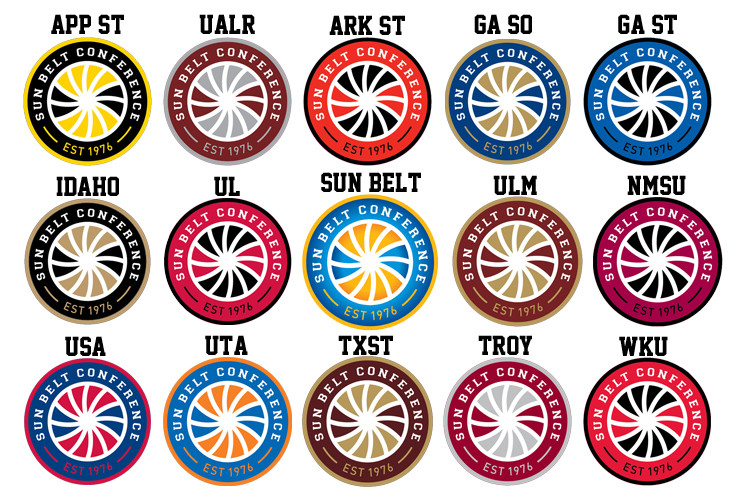 APP ST
SUN BELT CONFERENCE
EST 1976
UALR
SUN BELT CONFERENCE
EST 1976
ARK ST
SUN BELT CONFERENCE
EST 1976
GA SO
SUN BELT CONFERENCE
EST 1976
GA ST
SUN BELT CONFERENCE
EST 1976
IDAHO
SUN BELT CONFERENCE
EST 1976
UL
SUN BELT CONFERENCE
EST 1976
SUN BELT
SUN BELT CONFERENCE
EST 1976
ULM
SUN BELT CONFERENCE
EST 1976
NMSU
SUN BELT CONFERENCE
EST 1976
USA
SUN BELT CONFERENCE
EST 1976
UTA
SUN BELT CONFERENCE
EST 1976
TXST
SUN BELT CONFERENCE
EST 1976
TROY
SUN BELT CONFERENCE
EST 1976
WKU
SUN BELT CONFERENCE
EST 1976